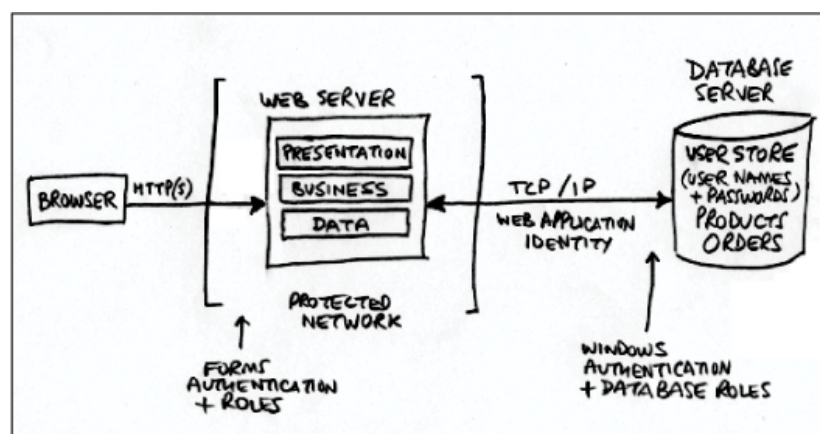 BROWSER
HTTP(S)
WEB SERVER
PRESENTATION
BUSINESS
DATA
PROTECTED
NETWORK
FORMS
AUTHENTICATION
+ ROLES
TCP / IP
WEB APPLICATION
IDENTITY
DATABASE
SERVER
USER STORE
(USER NAMES
+ PASSWORDS)
PRODUCTS
ORDERS
WINDOWS
AUTHENTICATION
+ DATABASE ROLES